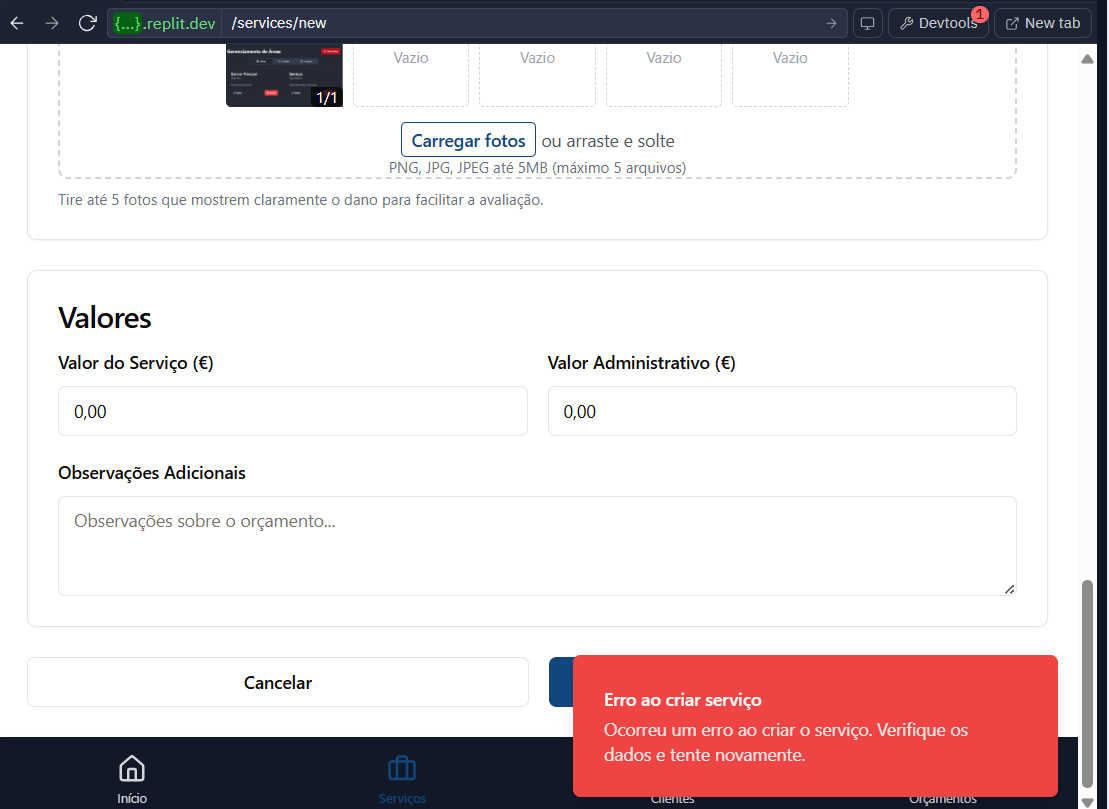 {...}.replit.dev /services/new Devtools 1 New tab
Gerenciamento de Áreas
1/1 Vazio Vazio Vazio Vazio
Carregar fotos ou arraste e solte
PNG, JPG, JPEG até 5MB (máximo 5 arquivos)
Tire até 5 fotos que mostrem claramente o dano para facilitar a avaliação.
Valores
Valor do Serviço (€) Valor Administrativo (€)
0,00 0,00
Observações Adicionais
Observações sobre o orçamento...
Cancelar
Erro ao criar serviço
Ocorreu um erro ao criar o serviço. Verifique os
dados e tente novamente.
Início Serviços Clientes Orçamentos